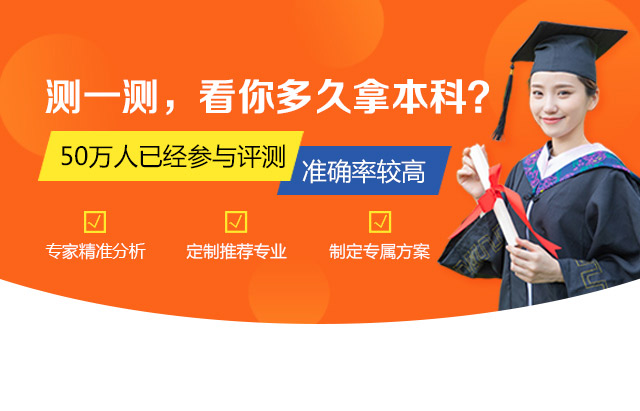 测一测，看你多久拿本科？
50万人已经参与评测
准确率较高
专家精准分析
定制推荐专业
制定专属方案